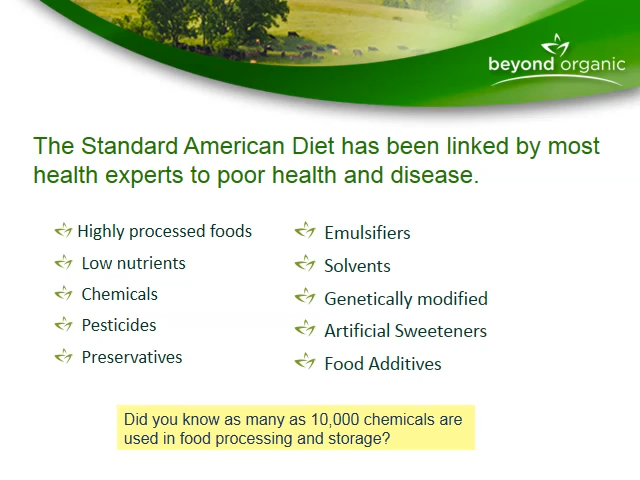 beyond organic
The Standard American Diet has been linked by most
health experts to poor health and disease.
Highly processed foods
Low nutrients
Chemicals
Pesticides
Preservatives
Emulsifiers
Solvents
Genetically modified
Artificial Sweeteners
Food Additives
Did you know as many as 10,000 chemicals are
used in food processing and storage?